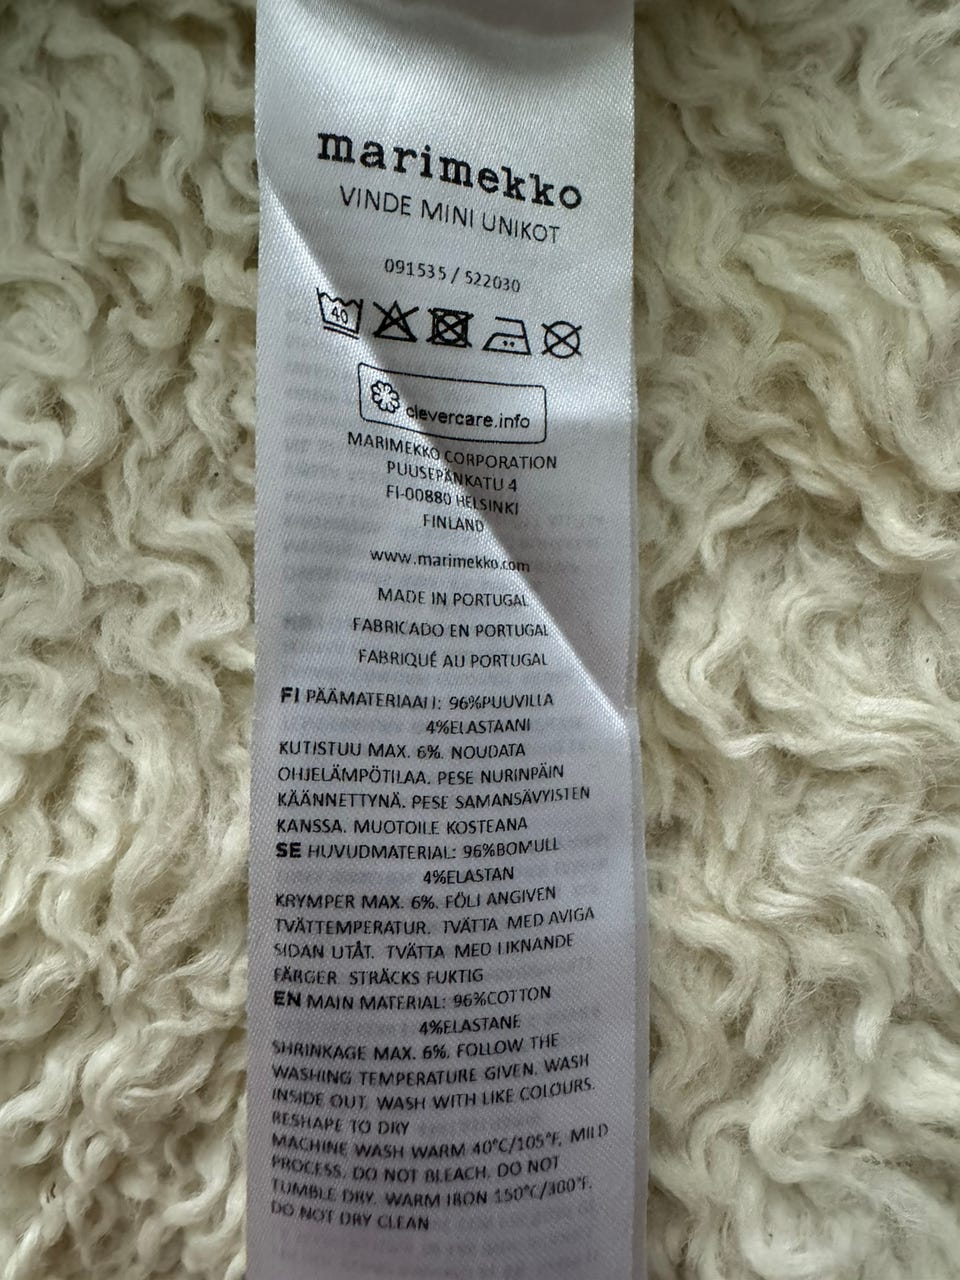 marimekko
VINDE MINI UNIKOT
091535 / 522030
40
clevercare.info
MARIMEKKO CORPORATION
PUUSEPÄNKATU 4
FI-00880 HELSINKI
FINLAND
www.marimekko.com
MADE IN PORTUGAL
FABRICADO EN PORTUGAL
FABRIQUÉ AU PORTUGAL
FI PÄÄMATERIAALI: 96%PUUVILLA
4%ELASTAANI
KUTISTUU MAX. 6%. NOUDATA
OHJELÄMPÖTILAA. PESE NURINPÄIN
KÄÄNNETTYNÄ. PESE SAMANSÄVYISTEN
KANSSA. MUOTOILE KOSTEANA
SE HUVUDMATERIAL: 96%BOMULL
4%ELASTAN
KRYMPER MAX. 6%. FÖLJ ANGIVEN
TVÄTTEMPERATUR. TVÄTTA MED AVIGA
SIDAN UTÅT. TVÄTTA MED LIKNANDE
FÄRGER. STRÄCKS FUKTIG
EN MAIN MATERIAL: 96%COTTON
4%ELASTANE
SHRINKAGE MAX. 6%. FOLLOW THE
WASHING TEMPERATURE GIVEN. WASH
INSIDE OUT. WASH WITH LIKE COLOURS.
RESHAPE TO DRY
MACHINE WASH WARM 40°C/105°F, MILD
PROCESS. DO NOT BLEACH. DO NOT
TUMBLE DRY. WARM IRON 150°C/300°F.
DO NOT DRY CLEAN